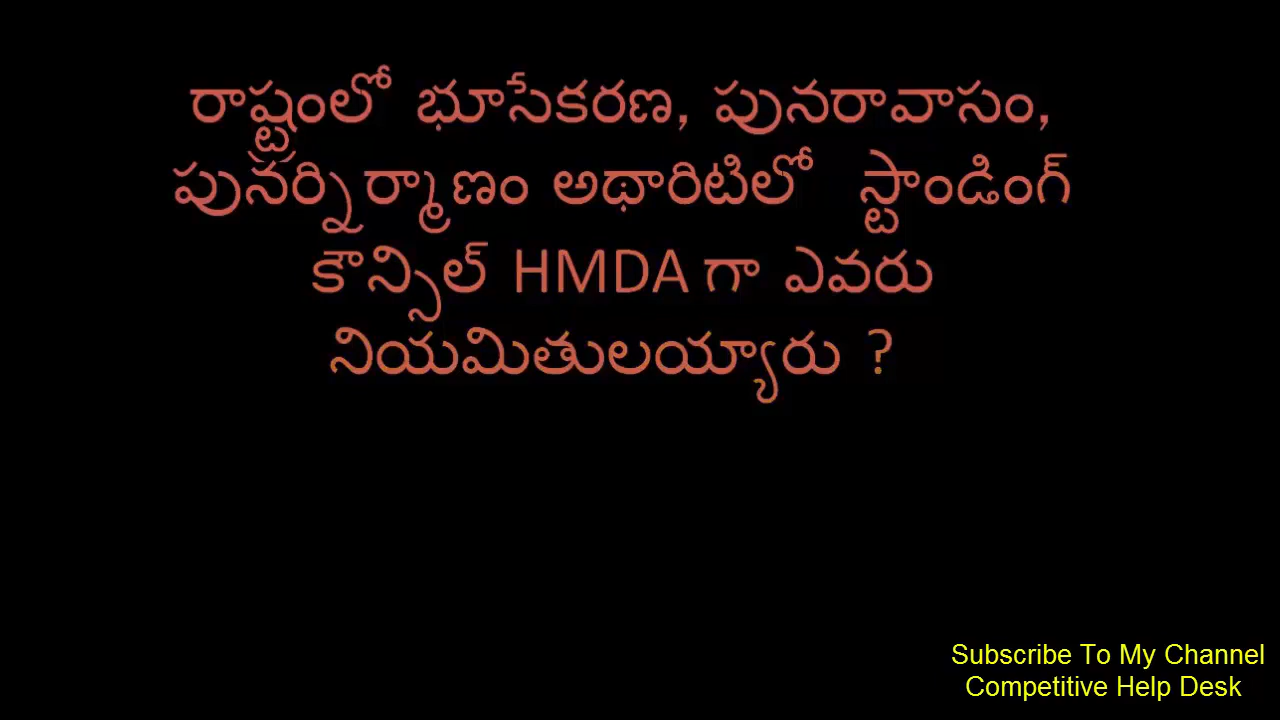 రాష్ట్రంలో భూసేకరణ, పునరావాసం,
పునర్నిర్మాణం అథారిటిలో స్టాండింగ్
కౌన్సిల్ HMDA గా ఎవరు
నియమితులయ్యారు ?
Subscribe To My Channel
Competitive Help Desk